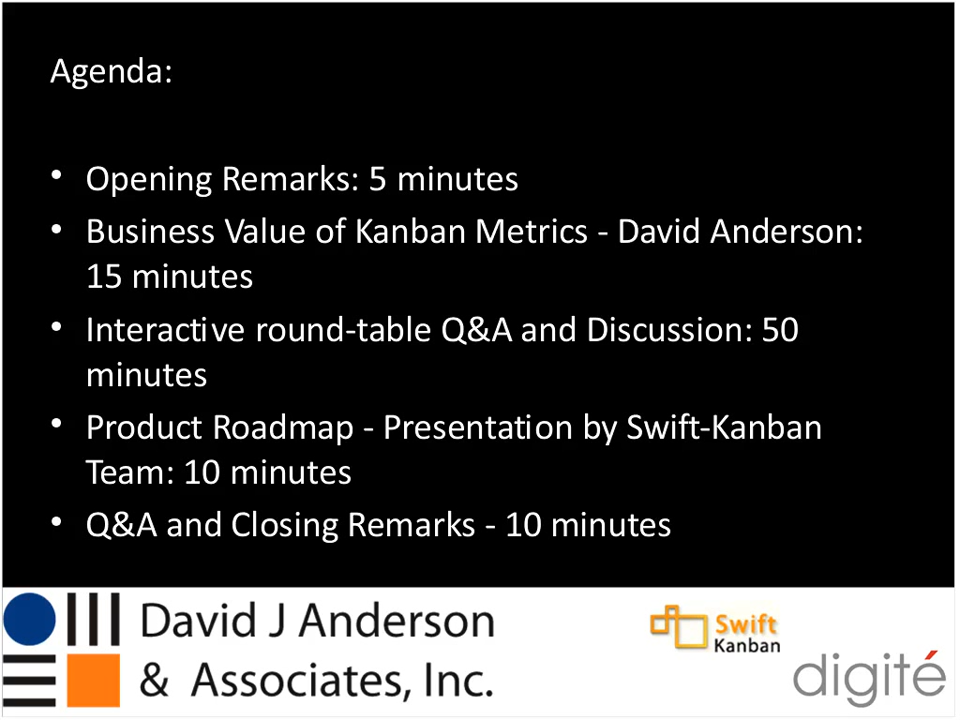 Agenda:
• Opening Remarks: 5 minutes
• Business Value of Kanban Metrics - David Anderson:
15 minutes
• Interactive round-table Q&A and Discussion: 50
minutes
• Product Roadmap - Presentation by Swift-Kanban
Team: 10 minutes
• Q&A and Closing Remarks - 10 minutes
David J Anderson
& Associates, Inc.
Swift
Kanban
digité